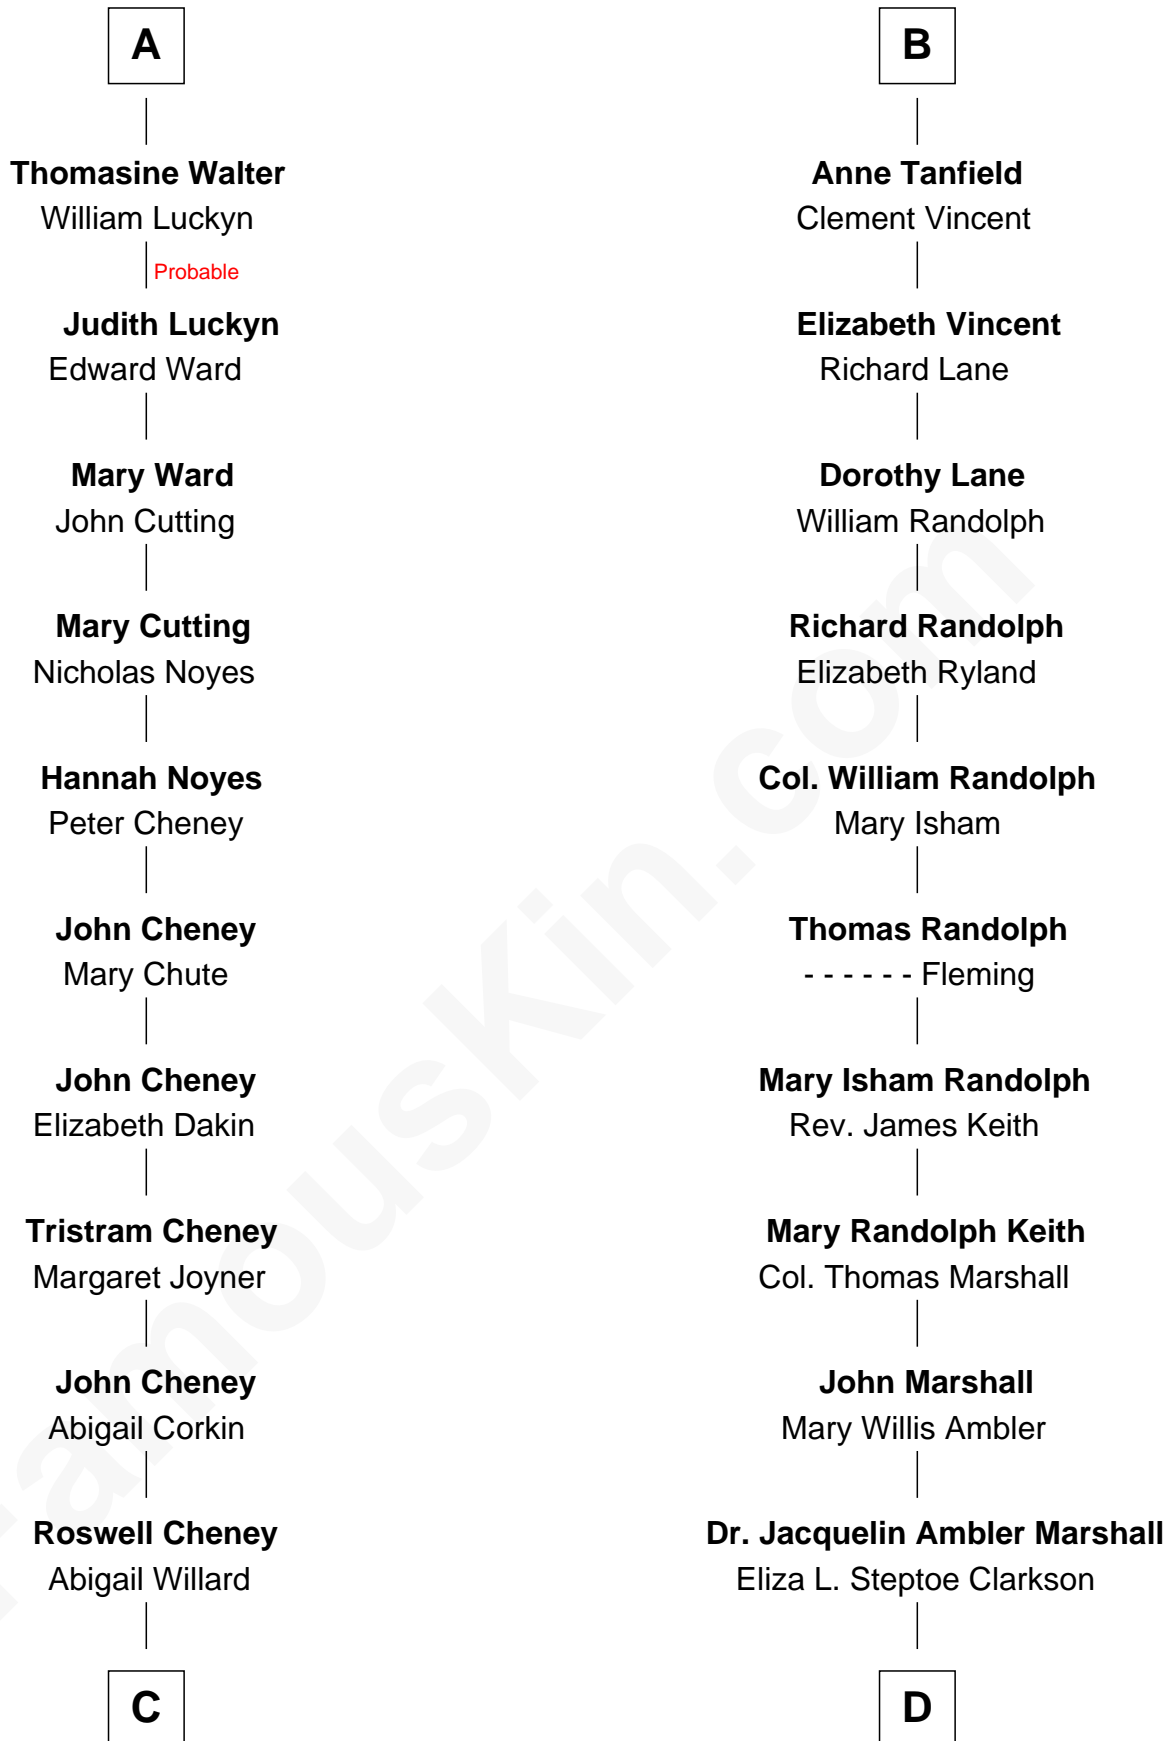 A
Thomasine Walter
William Luckyn
Probable
Judith Luckyn
Edward Ward
Mary Ward
John Cutting
Mary Cutting
Nicholas Noyes
Hannah Noyes
Peter Cheney
John Cheney
Mary Chute
John Cheney
Elizabeth Dakin
Tristram Cheney
Margaret Joyner
John Cheney
Abigail Corkin
Roswell Cheney
Abigail Willard
C
B
Anne Tanfield
Clement Vincent
Elizabeth Vincent
Richard Lane
Dorothy Lane
William Randolph
Richard Randolph
Elizabeth Ryland
Col. William Randolph
Mary Isham
Thomas Randolph
- - - - - - Fleming
Mary Isham Randolph
Rev. James Keith
Mary Randolph Keith
Col. Thomas Marshall
John Marshall
Mary Willis Ambler
Dr. Jacquelin Ambler Marshall
Eliza L. Steptoe Clarkson
D
FamousKin.com